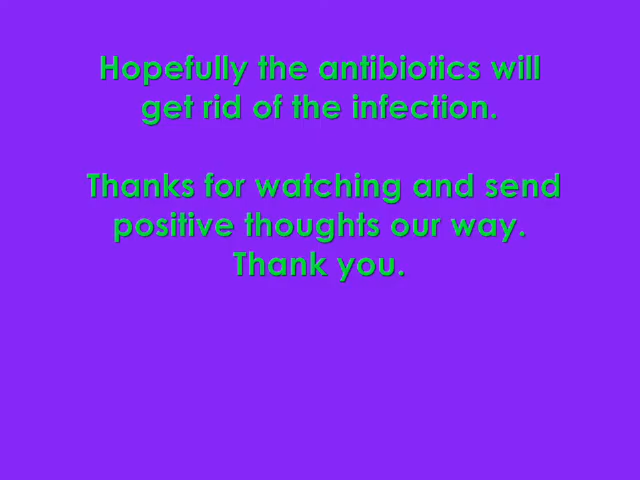 Hopefully the antibiotics will
get rid of the infection.
Thanks for watching and send
positive thoughts our way.
Thank you.